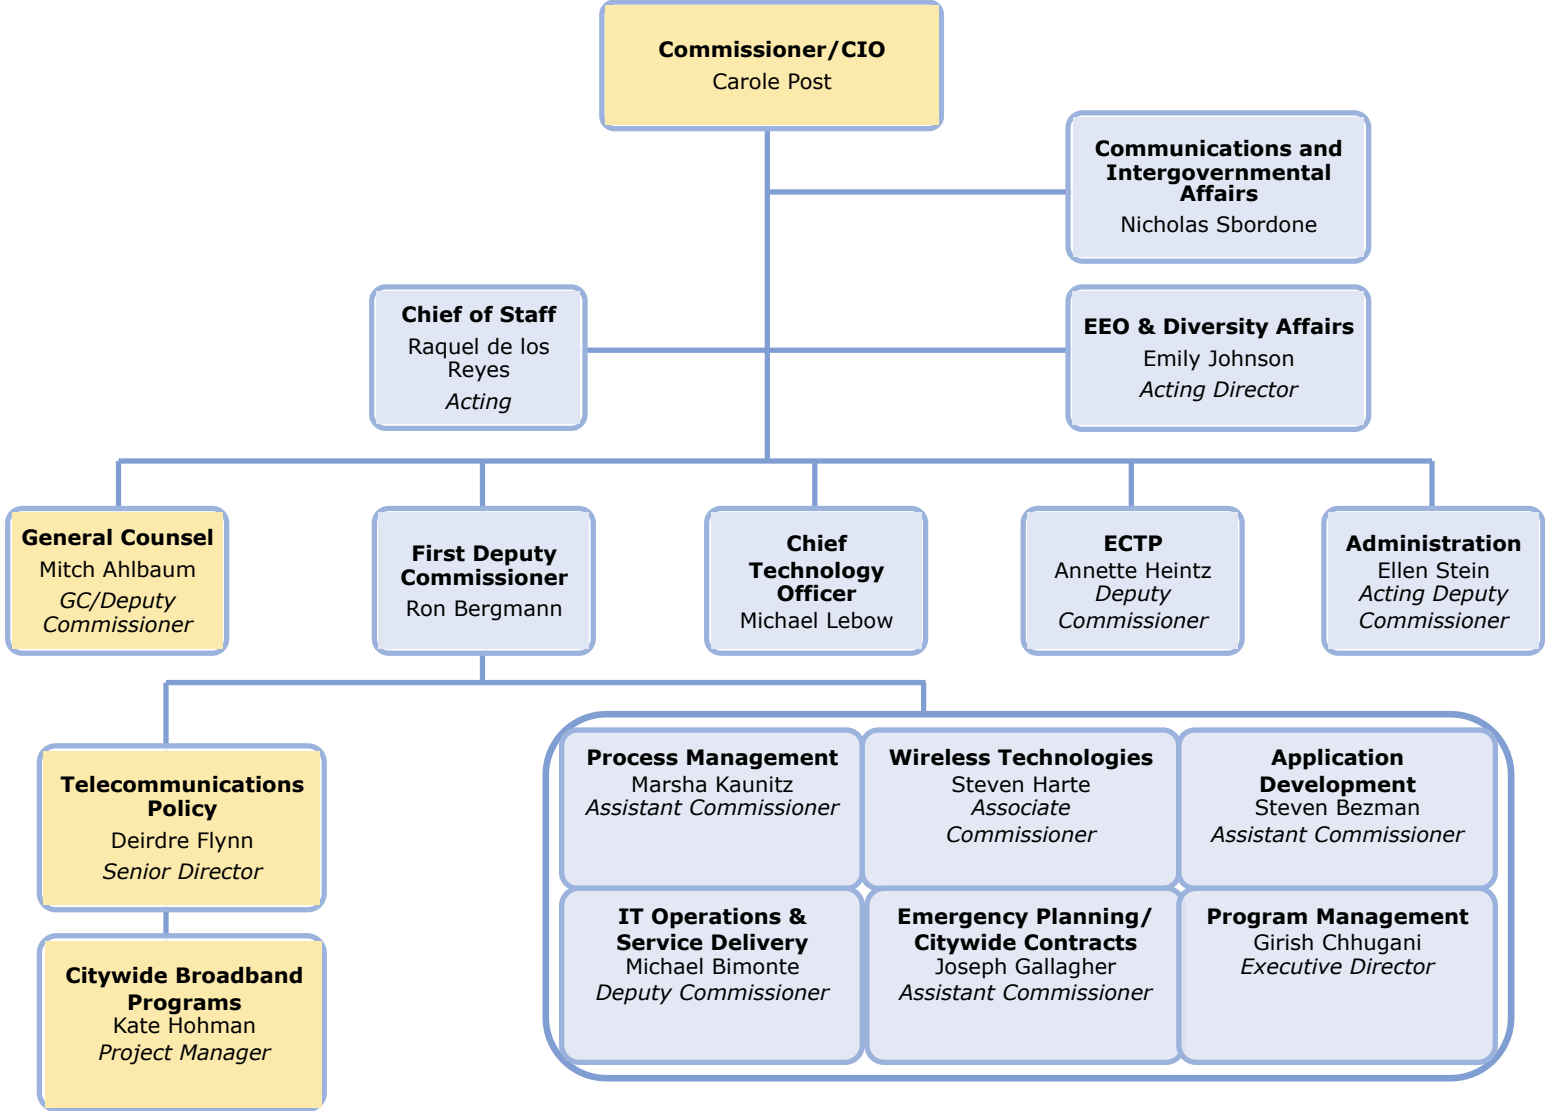 Commissioner/CIO
Carole Post
Communications and
Intergovernmental
Affairs
Nicholas Sbordone
Chief of Staff
Raquel de los
Reyes
Acting
EEO & Diversity Affairs
Emily Johnson
Acting Director
General Counsel
Mitch Ahlbaum
GC/Deputy
Commissioner
First Deputy
Commissioner
Ron Bergmann
Chief
Technology
Officer
Michael Lebow
ECTP
Annette Heintz
Deputy
Commissioner
Administration
Ellen Stein
Acting Deputy
Commissioner
Telecommunications
Policy
Deirdre Flynn
Senior Director
Citywide Broadband
Programs
Kate Hohman
Project Manager
Process Management
Marsha Kaunitz
Assistant Commissioner
Wireless Technologies
Steven Harte
Associate
Commissioner
Application
Development
Steven Bezman
Assistant Commissioner
IT Operations &
Service Delivery
Michael Bimonte
Deputy Commissioner
Emergency Planning/
Citywide Contracts
Joseph Gallagher
Assistant Commissioner
Program Management
Girish Chhugani
Executive Director